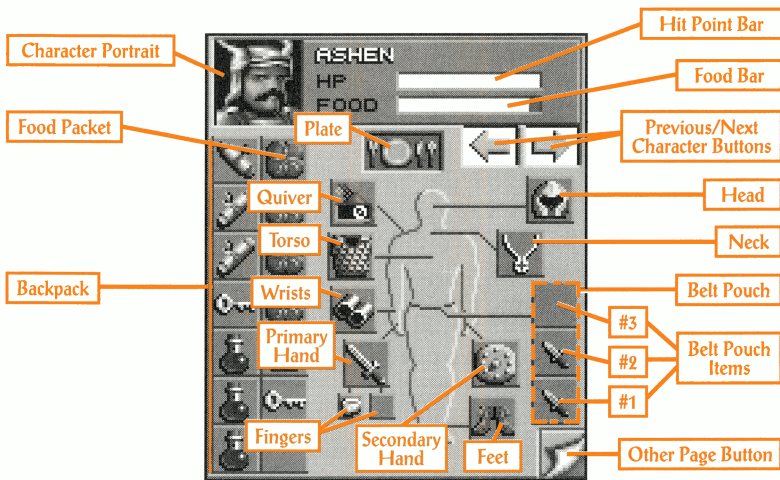 Hit Point Bar
Character Portrait
ASHEN
HP
FOOD
Food Bar
Food Packet
Plate
Previous/Next
Character Buttons
Quiver
Head
Torso
Neck
Backpack
Wrists
Belt Pouch
#3
Primary
Hand
#2
Belt Pouch
Items
#1
Fingers
Secondary
Hand
Feet
Other Page Button